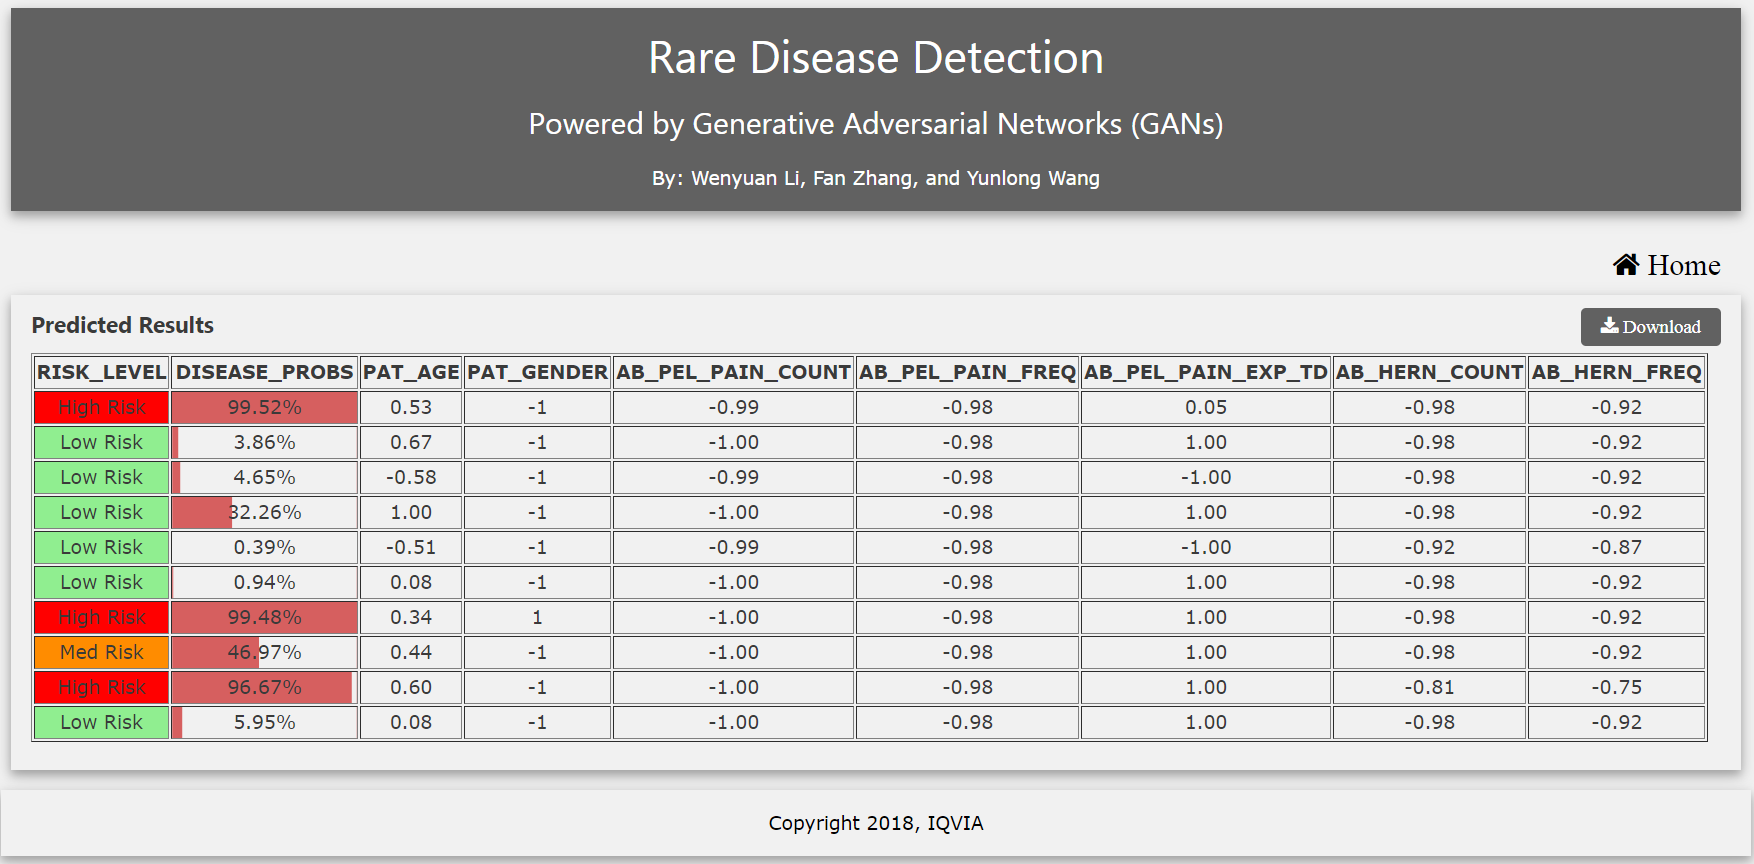 Rare Disease Detection
Powered by Generative Adversarial Networks (GANs)
By: Wenyuan Li, Fan Zhang, and Yunlong Wang
Home
Predicted Results
Download
RISK_LEVEL DISEASE_PROBS PAT_AGE PAT_GENDER AB_PEL_PAIN_COUNT AB_PEL_PAIN_FREQ AB_PEL_PAIN_EXP_TD AB_HERN_COUNT AB_HERN_FREQ
High Risk 99.52% 0.53 -1 -0.99 -0.98 0.05 -0.98 -0.92
Low Risk 3.86% 0.67 -1 -1.00 -0.98 1.00 -0.98 -0.92
Low Risk 4.65% -0.58 -1 -0.99 -0.98 -1.00 -0.98 -0.92
Low Risk 32.26% 1.00 -1 -1.00 -0.98 1.00 -0.98 -0.92
Low Risk 0.39% -0.51 -1 -0.99 -0.98 -1.00 -0.92 -0.87
Low Risk 0.94% 0.08 -1 -1.00 -0.98 1.00 -0.98 -0.92
High Risk 99.48% 0.34 1 -1.00 -0.98 1.00 -0.98 -0.92
Med Risk 46.97% 0.44 -1 -1.00 -0.98 1.00 -0.98 -0.92
High Risk 96.67% 0.60 -1 -1.00 -0.98 1.00 -0.81 -0.75
Low Risk 5.95% 0.08 -1 -1.00 -0.98 1.00 -0.98 -0.92
Copyright 2018, IQVIA